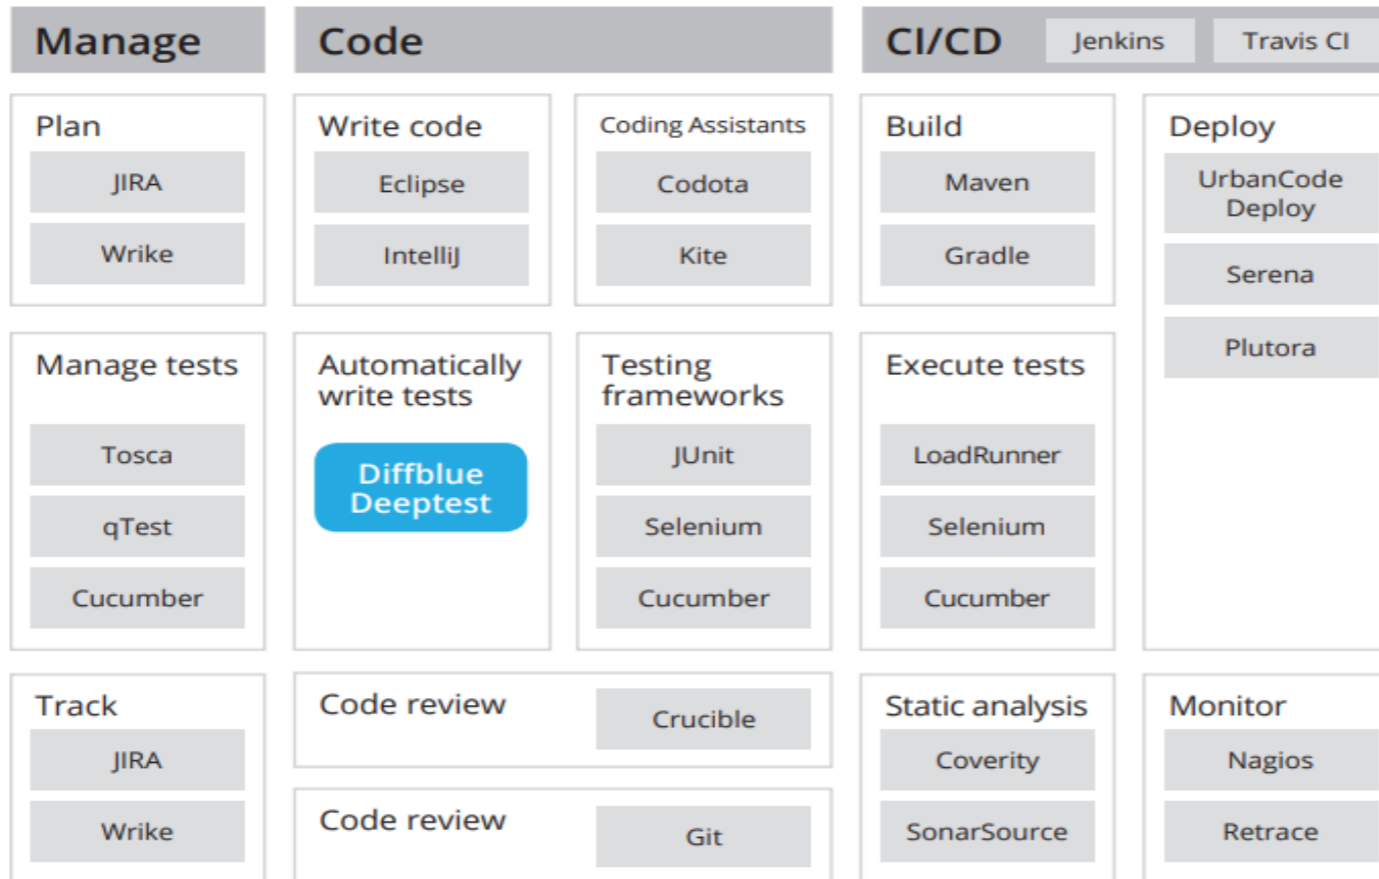 Manage
Code
CI/CD
Jenkins
Travis CI
Plan
JIRA
Wrike
Write code
Eclipse
IntelliJ
Coding Assistants
Codota
Kite
Build
Maven
Gradle
Deploy
UrbanCode
Deploy
Serena
Plutora
Manage tests
Tosca
qTest
Cucumber
Automatically
write tests
Diffblue
Deeptest
Testing
frameworks
JUnit
Selenium
Cucumber
Execute tests
LoadRunner
Selenium
Cucumber
Track
JIRA
Wrike
Code review
Crucible
Code review
Git
Static analysis
Coverity
SonarSource
Monitor
Nagios
Retrace